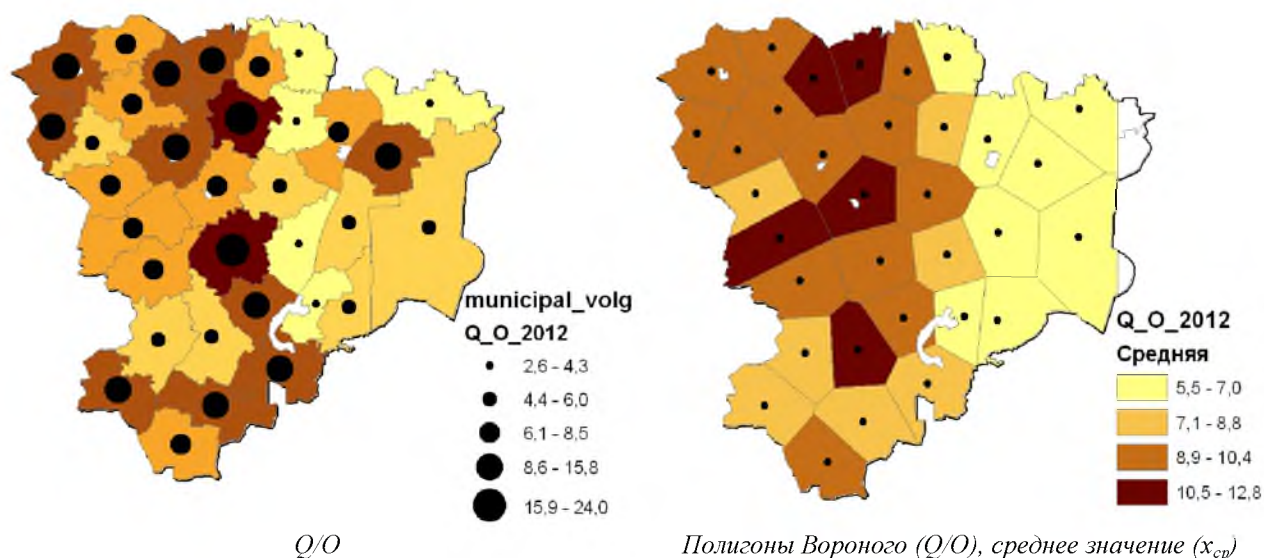 municipal_volg
Q_O_2012
2,6 – 4,3
4,4 – 6,0
6,1 – 8,5
8,6 – 15,8
15,9 – 24,0
Q/O
Q_O_2012
Средняя
5,5 – 7,0
7,1 – 8,8
8,9 – 10,4
10,5 – 12,8
Полигоны Вороного (Q/O), среднее значение (xср)